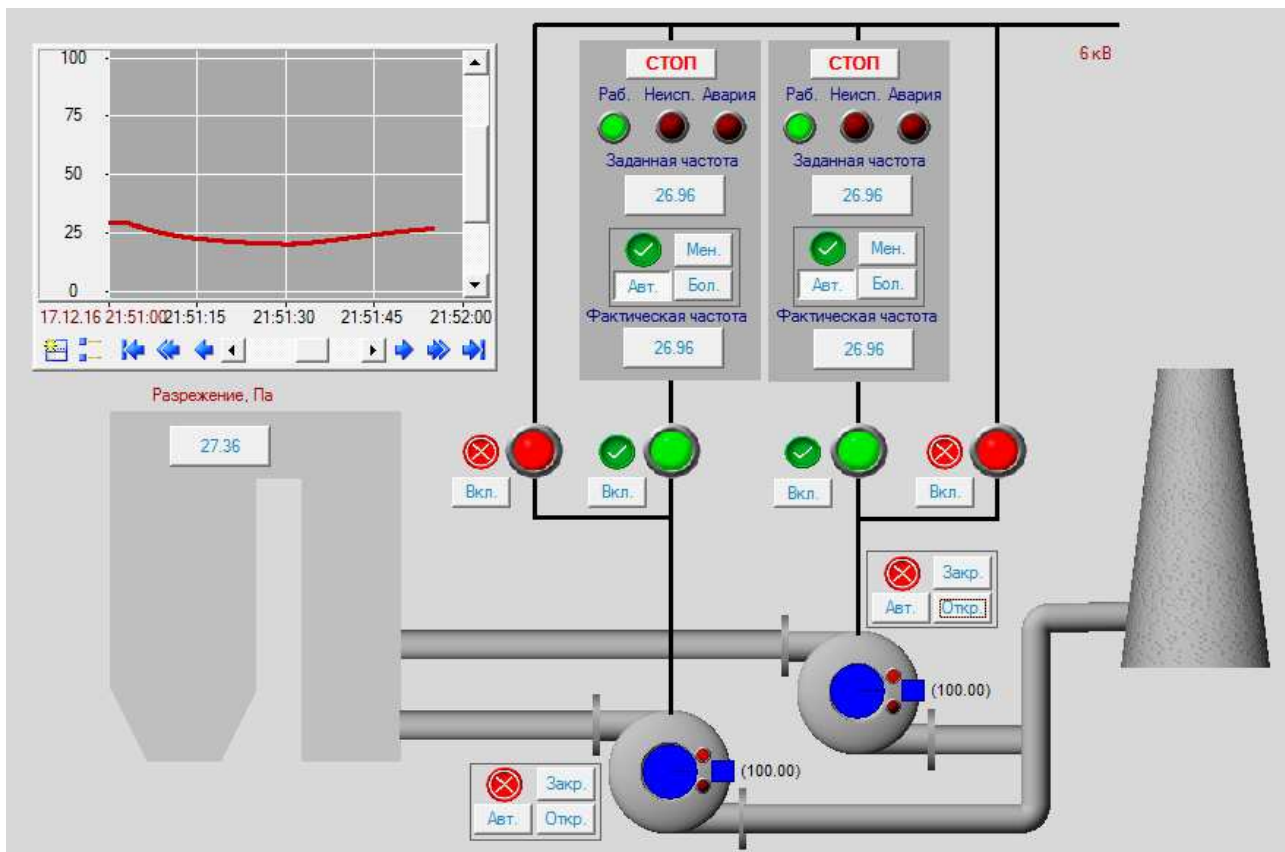 100
75
50
25
0
17.12.16 21:51:00
21:51:15
21:51:30
21:51:45
21:52:00
Разрежение, Па
27.36
6 кВ
СТОП
Раб. Неисп. Авария
Заданная частота
26.96
Мен.
Авт. Бол.
Фактическая частота
26.96
СТОП
Раб. Неисп. Авария
Заданная частота
26.96
Мен.
Авт. Бол.
Фактическая частота
26.96
Вкл.
Вкл.
Вкл.
Вкл.
Закр.
Авт. Откр.
(100.00)
(100.00)
Закр.
Авт. Откр.